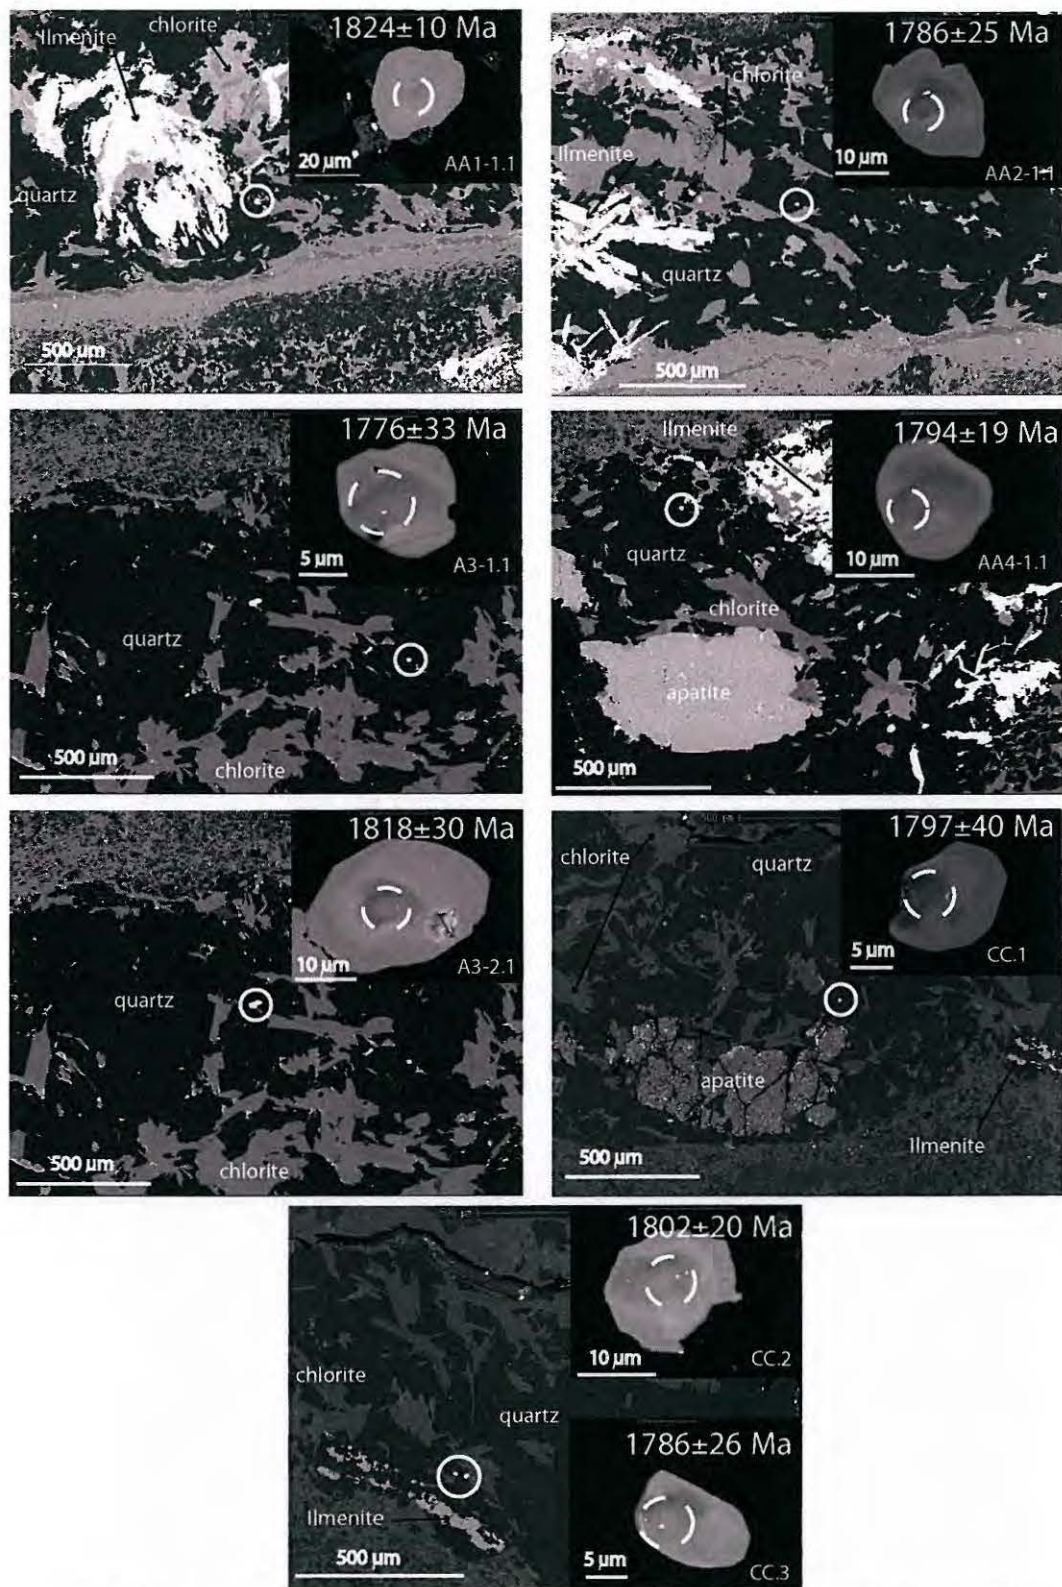 Ilmenite
chlorite
1824±10 Ma
quartz
20 µm
AA1-1.1
500 µm
1786±25 Ma
chlorite
Ilmenite
10 µm
AA2-1.1
quartz
500 µm
1776±33 Ma
5 µm
A3-1.1
quartz
500 µm
chlorite
Ilmenite
1794±19 Ma
quartz
10 µm
AA4-1.1
chlorite
apatite
500 µm
1818±30 Ma
10 µm
A3-2.1
quartz
500 µm
chlorite
1797±40 Ma
chlorite
quartz
5 µm
CC.1
apatite
Ilmenite
500 µm
1802±20 Ma
10 µm
CC.2
chlorite
quartz
1786±26 Ma
Ilmenite
500 µm
5 µm
CC.3